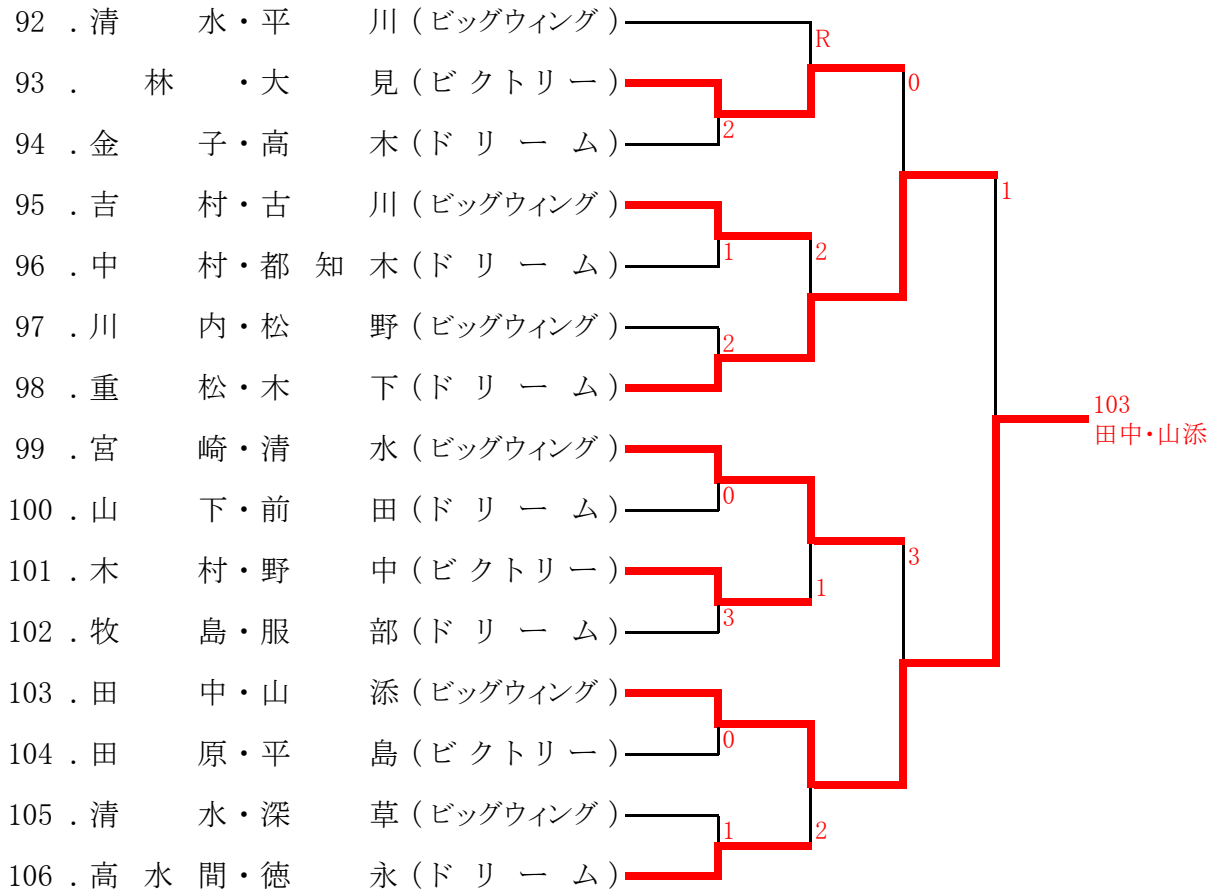 92 . 清水・平川 (ビッグウィング)
R
93 . 林・大見 (ビクトリー)
0
2
94 . 金子・高木 (ドリーム)
95 . 吉村・古川 (ビッグウィング)
1
1
2
96 . 中村・都知木 (ドリーム)
97 . 川内・松野 (ビッグウィング)
2
98 . 重松・木下 (ドリーム)
103
田中・山添
99 . 宮崎・清水 (ビッグウィング)
0
100 . 山下・前田 (ドリーム)
3
101 . 木村・野中 (ビクトリー)
1
3
102 . 牧島・服部 (ドリーム)
103 . 田中・山添 (ビッグウィング)
0
104 . 田原・平島 (ビクトリー)
105 . 清水・深草 (ビッグウィング)
1
2
106 . 高水間・徳永 (ドリーム)